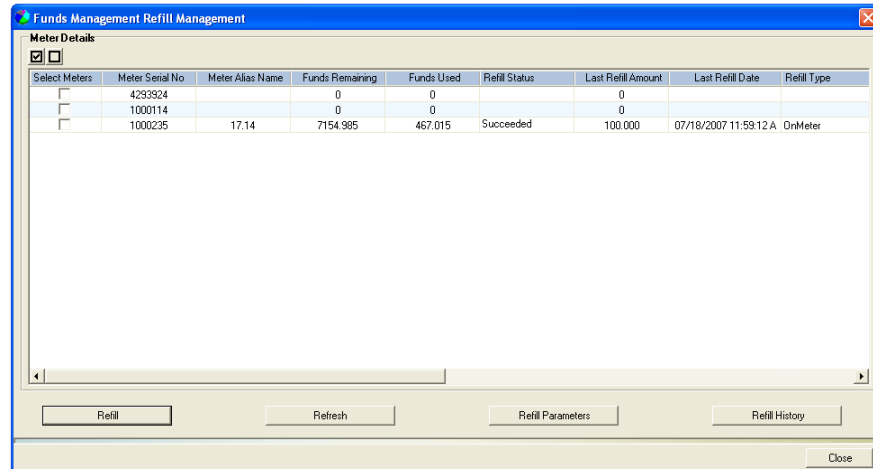 Funds Management Refill Management
Meter Details
Select Meters Meter Serial No Meter Alias Name Funds Remaining Funds Used Refill Status Last Refill Amount Last Refill Date Refill Type
4293924 0 0 0
1000114 0 0 0
1000235 17.14 7154.985 467.015 Succeeded 100.000 07/18/2007 11:59:12 A OnMeter
Refill Refresh Refill Parameters Refill History
Close